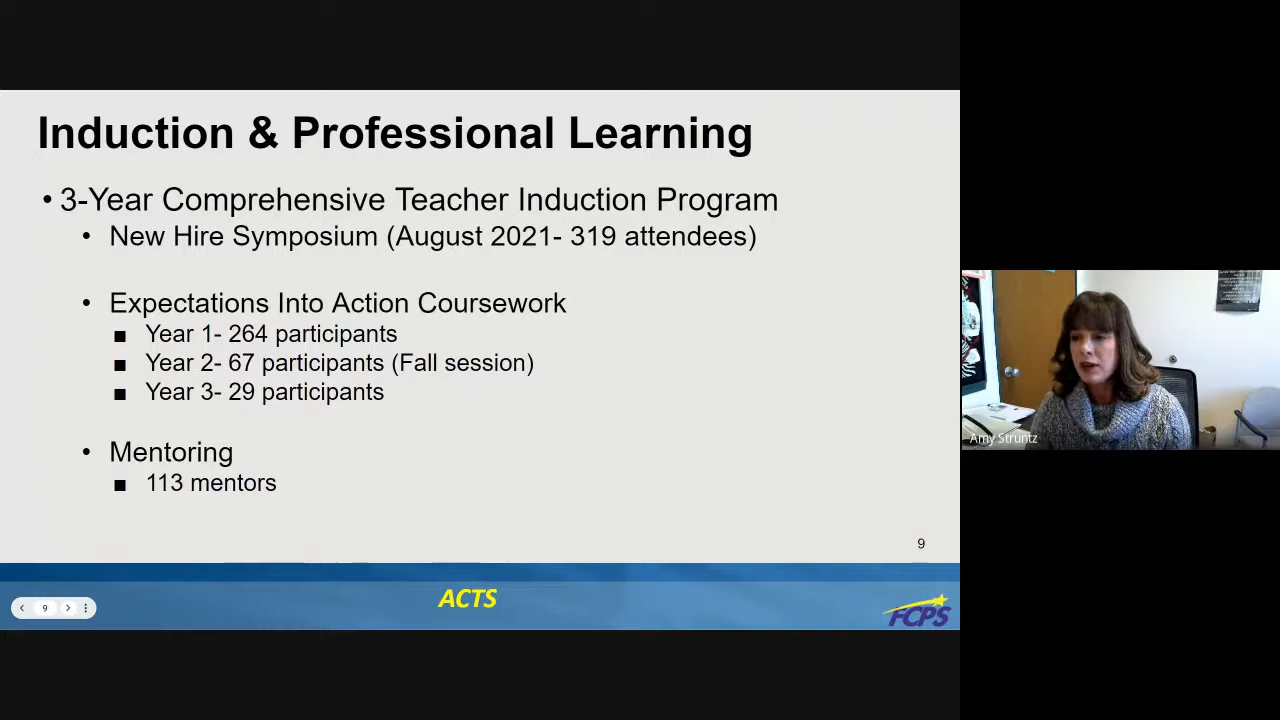 Induction & Professional Learning
• 3-Year Comprehensive Teacher Induction Program
• New Hire Symposium (August 2021- 319 attendees)
• Expectations Into Action Coursework
■ Year 1- 264 participants
■ Year 2- 67 participants (Fall session)
■ Year 3- 29 participants
• Mentoring
■ 113 mentors
9
ACTS
9
FCPS
Amy Struntz